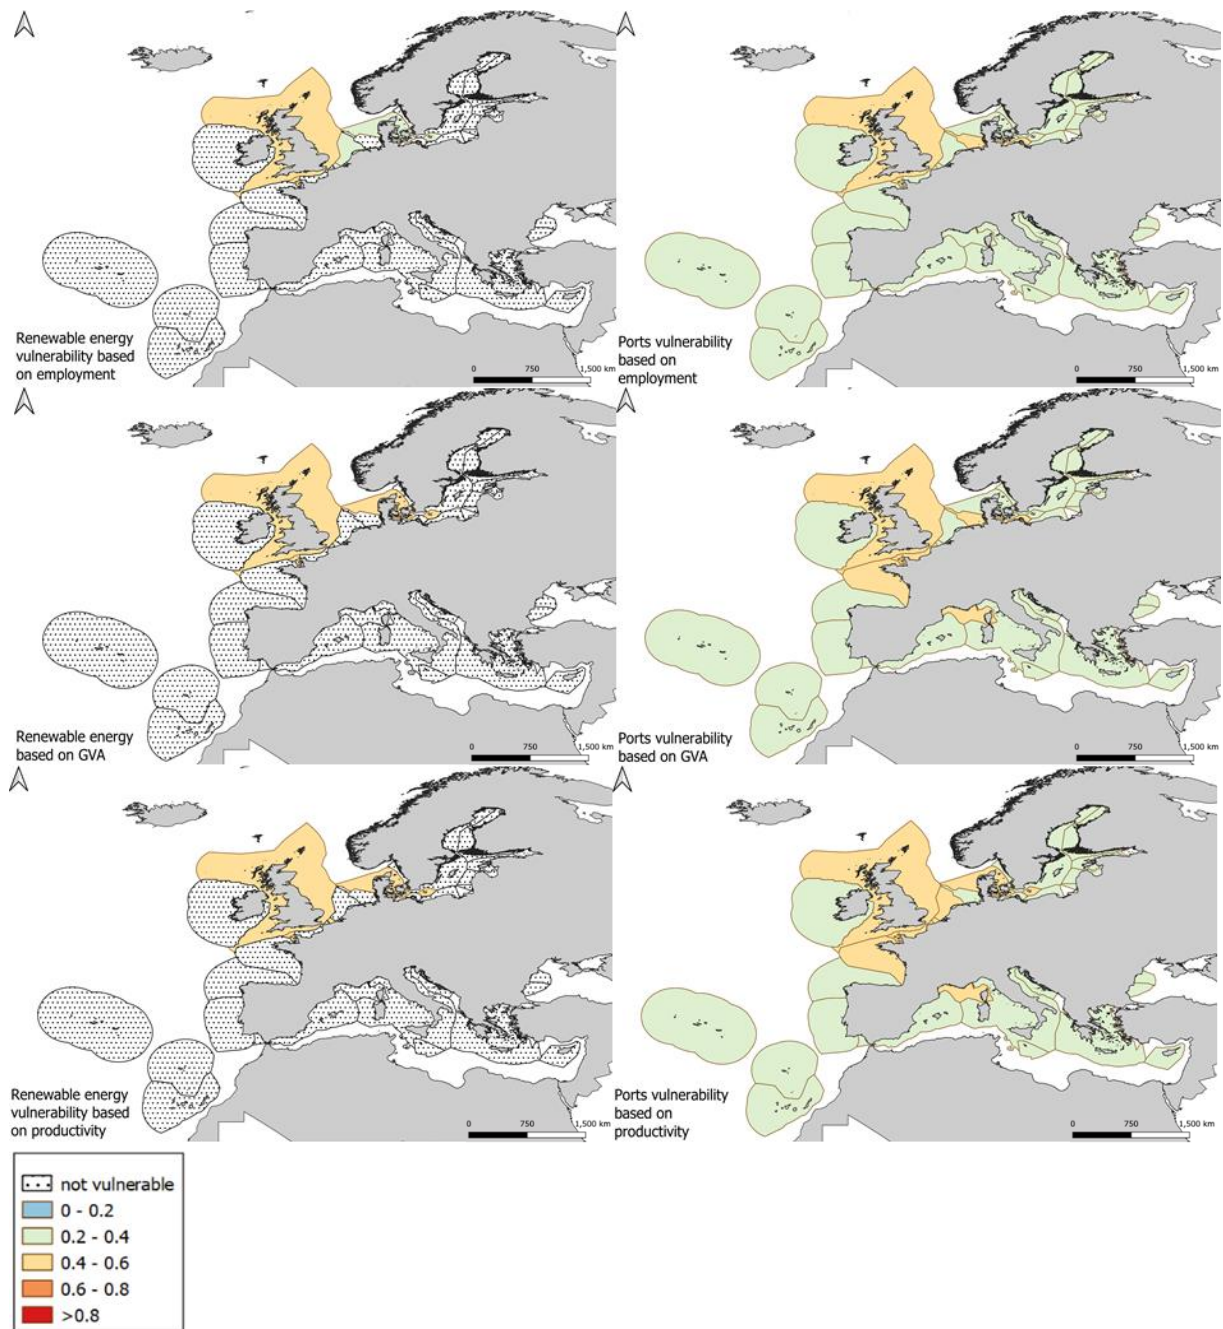 Renewable energy
vulnerability based
on employment
0 750 1,500 km
Ports vulnerability
based on
employment
0 750 1,500 km
Renewable energy
based on GVA
0 750 1,500 km
Ports vulnerability
based on GVA
0 750 1,500 km
Renewable energy
vulnerability based
on productivity
0 750 1,500 km
Ports vulnerability
based on
productivity
0 750 1,500 km
not vulnerable
0 - 0.2
0.2 - 0.4
0.4 - 0.6
0.6 - 0.8
>0.8